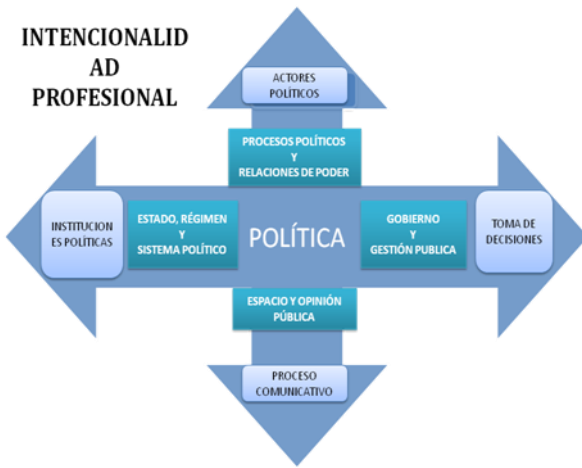 INTENCIONALID
AD
PROFESIONAL
ACTORES
POLÍTICOS
PROCESOS POLÍTICOS
Y
RELACIONES DE PODER
INSTITUCION
ES POLÍTICAS
ESTADO, RÉGIMEN
Y
SISTEMA POLÍTICO
POLÍTICA
GOBIERNO
Y
GESTIÓN PUBLICA
TOMA DE
DECISIONES
ESPACIO Y OPINIÓN
PÚBLICA
PROCESO
COMUNICATIVO